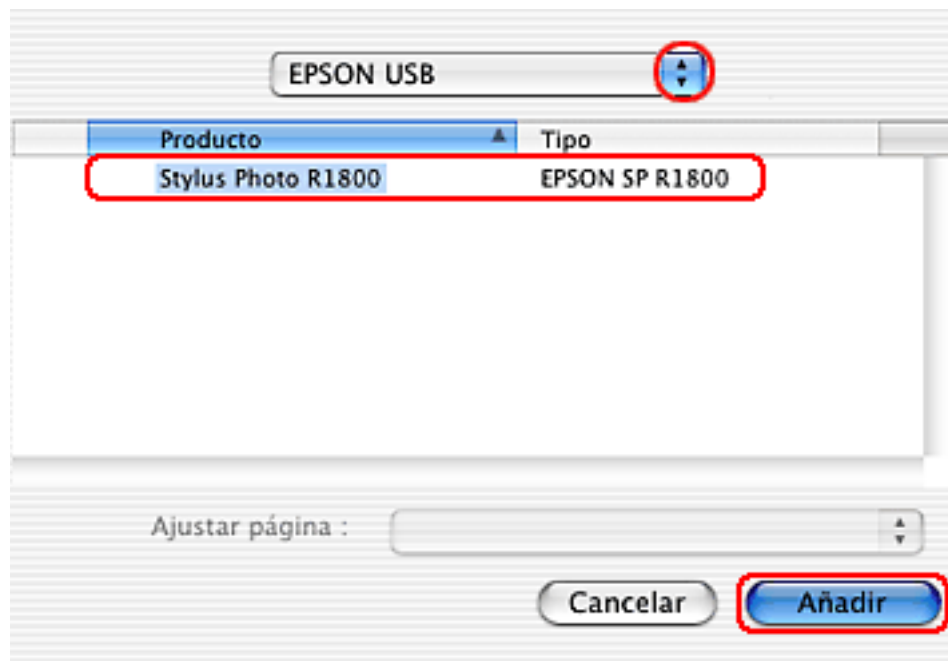 EPSON USB
Producto Tipo
Stylus Photo R1800 EPSON SP R1800
Ajustar página :
Cancelar Añadir